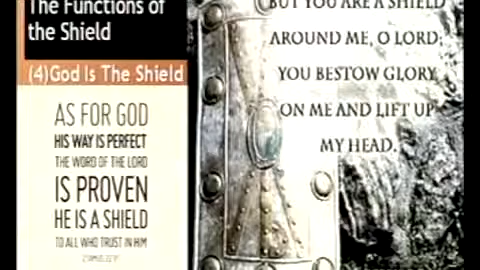 The Functions of
the Shield
(4)God Is The Shield
AS FOR GOD
HIS WAY IS PERFECT
THE WORD OF THE LORD
IS PROVEN
HE IS A SHIELD
TO ALL WHO TRUST IN HIM
BUT YOU ARE A SHIELD
AROUND ME, O LORD;
YOU BESTOW GLORY
ON ME AND LIFT UP
MY HEAD.